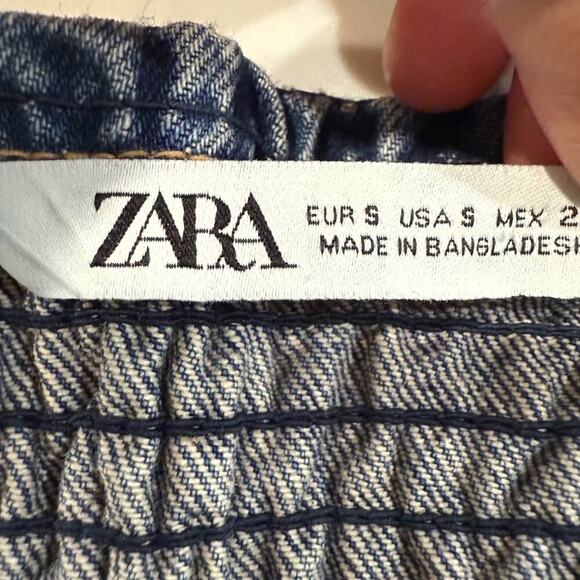 ZARA
EUR S USA S MEX 2
MADE IN BANGLADESH